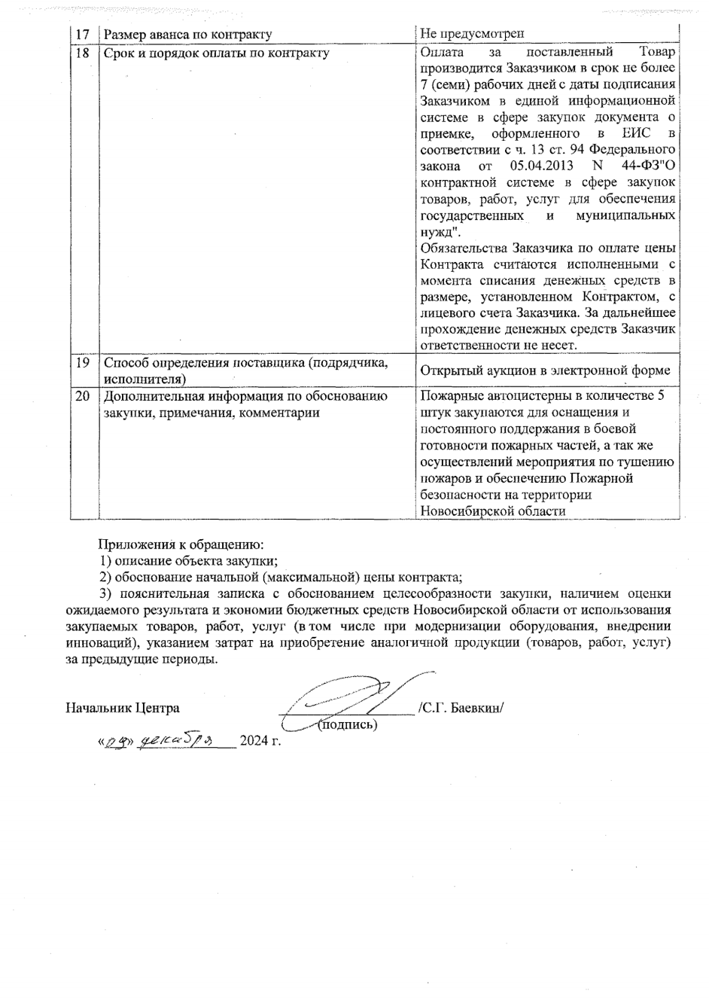 17 Размер аванса по контракту Не предусмотрен
18 Срок и порядок оплаты по контракту Оплата за поставленный Товар
производится Заказчиком в срок не более
7 (семи) рабочих дней с даты подписания
Заказчиком в единой информационной
системе в сфере закупок документа о
приемке, оформленного в ЕИС в
соответствии с ч. 13 ст. 94 Федерального
закона от 05.04.2013 N 44-ФЗ"О
контрактной системе в сфере закупок
товаров, работ, услуг для обеспечения
государственных и муниципальных
нужд".
Обязательства Заказчика по оплате цены
Контракта считаются исполненными с
момента списания денежных средств в
размере, установленном Контрактом, с
лицевого счета Заказчика. За дальнейшее
прохождение денежных средств Заказчик
ответственности не несет.
19 Способ определения поставщика (подрядчика,
исполнителя)
Открытый аукцион в электронной форме
20 Дополнительная информация по обоснованию
закупки, примечания, комментарии
Пожарные автоцистерны в количестве 5
штук закупаются для оснащения и
постоянного поддержания в боевой
готовности пожарных частей, а так же
осуществлений мероприятия по тушению
пожаров и обеспечению Пожарной
безопасности на территории
Новосибирской области
Приложения к обращению:
1) описание объекта закупки;
2) обоснование начальной (максимальной) цены контракта;
3) пояснительная записка с обоснованием целесообразности закупки, наличием оценки
ожидаемого результата и экономии бюджетных средств Новосибирской области от использования
закупаемых товаров, работ, услуг (в том числе при модернизации оборудования, внедрении
инноваций), указанием затрат на приобретение аналогичной продукции (товаров, работ, услуг)
за предыдущие периоды.
Начальник Центра /С.Г. Баевкин/
(подпись)
декабря 2024 г.